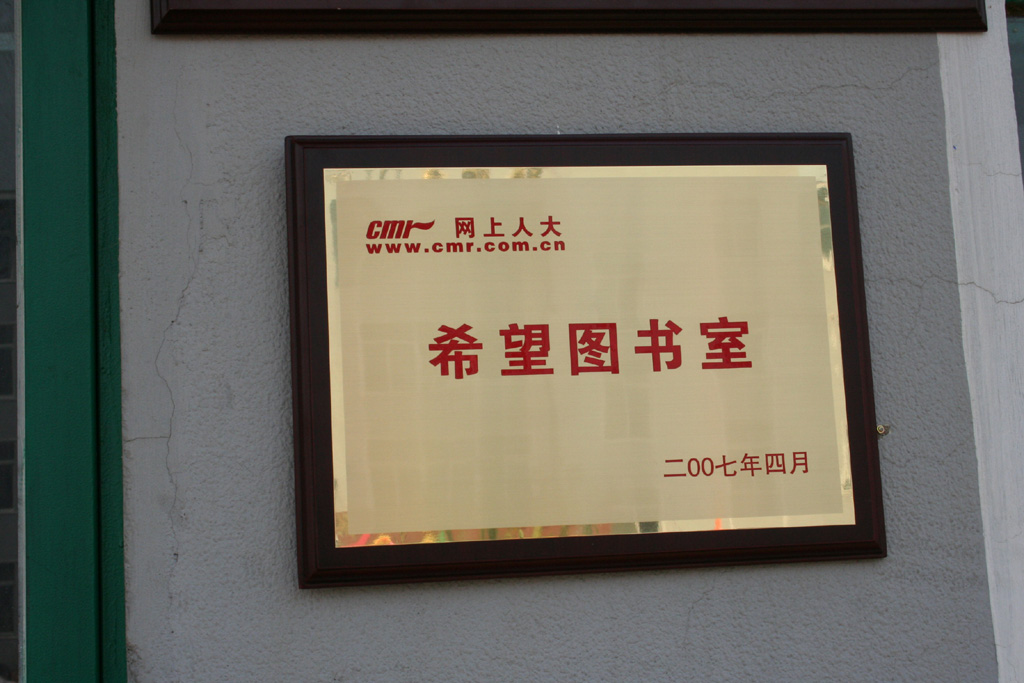 cmr 网上人大
www.cmr.com.cn
希望图书室
二00七年四月